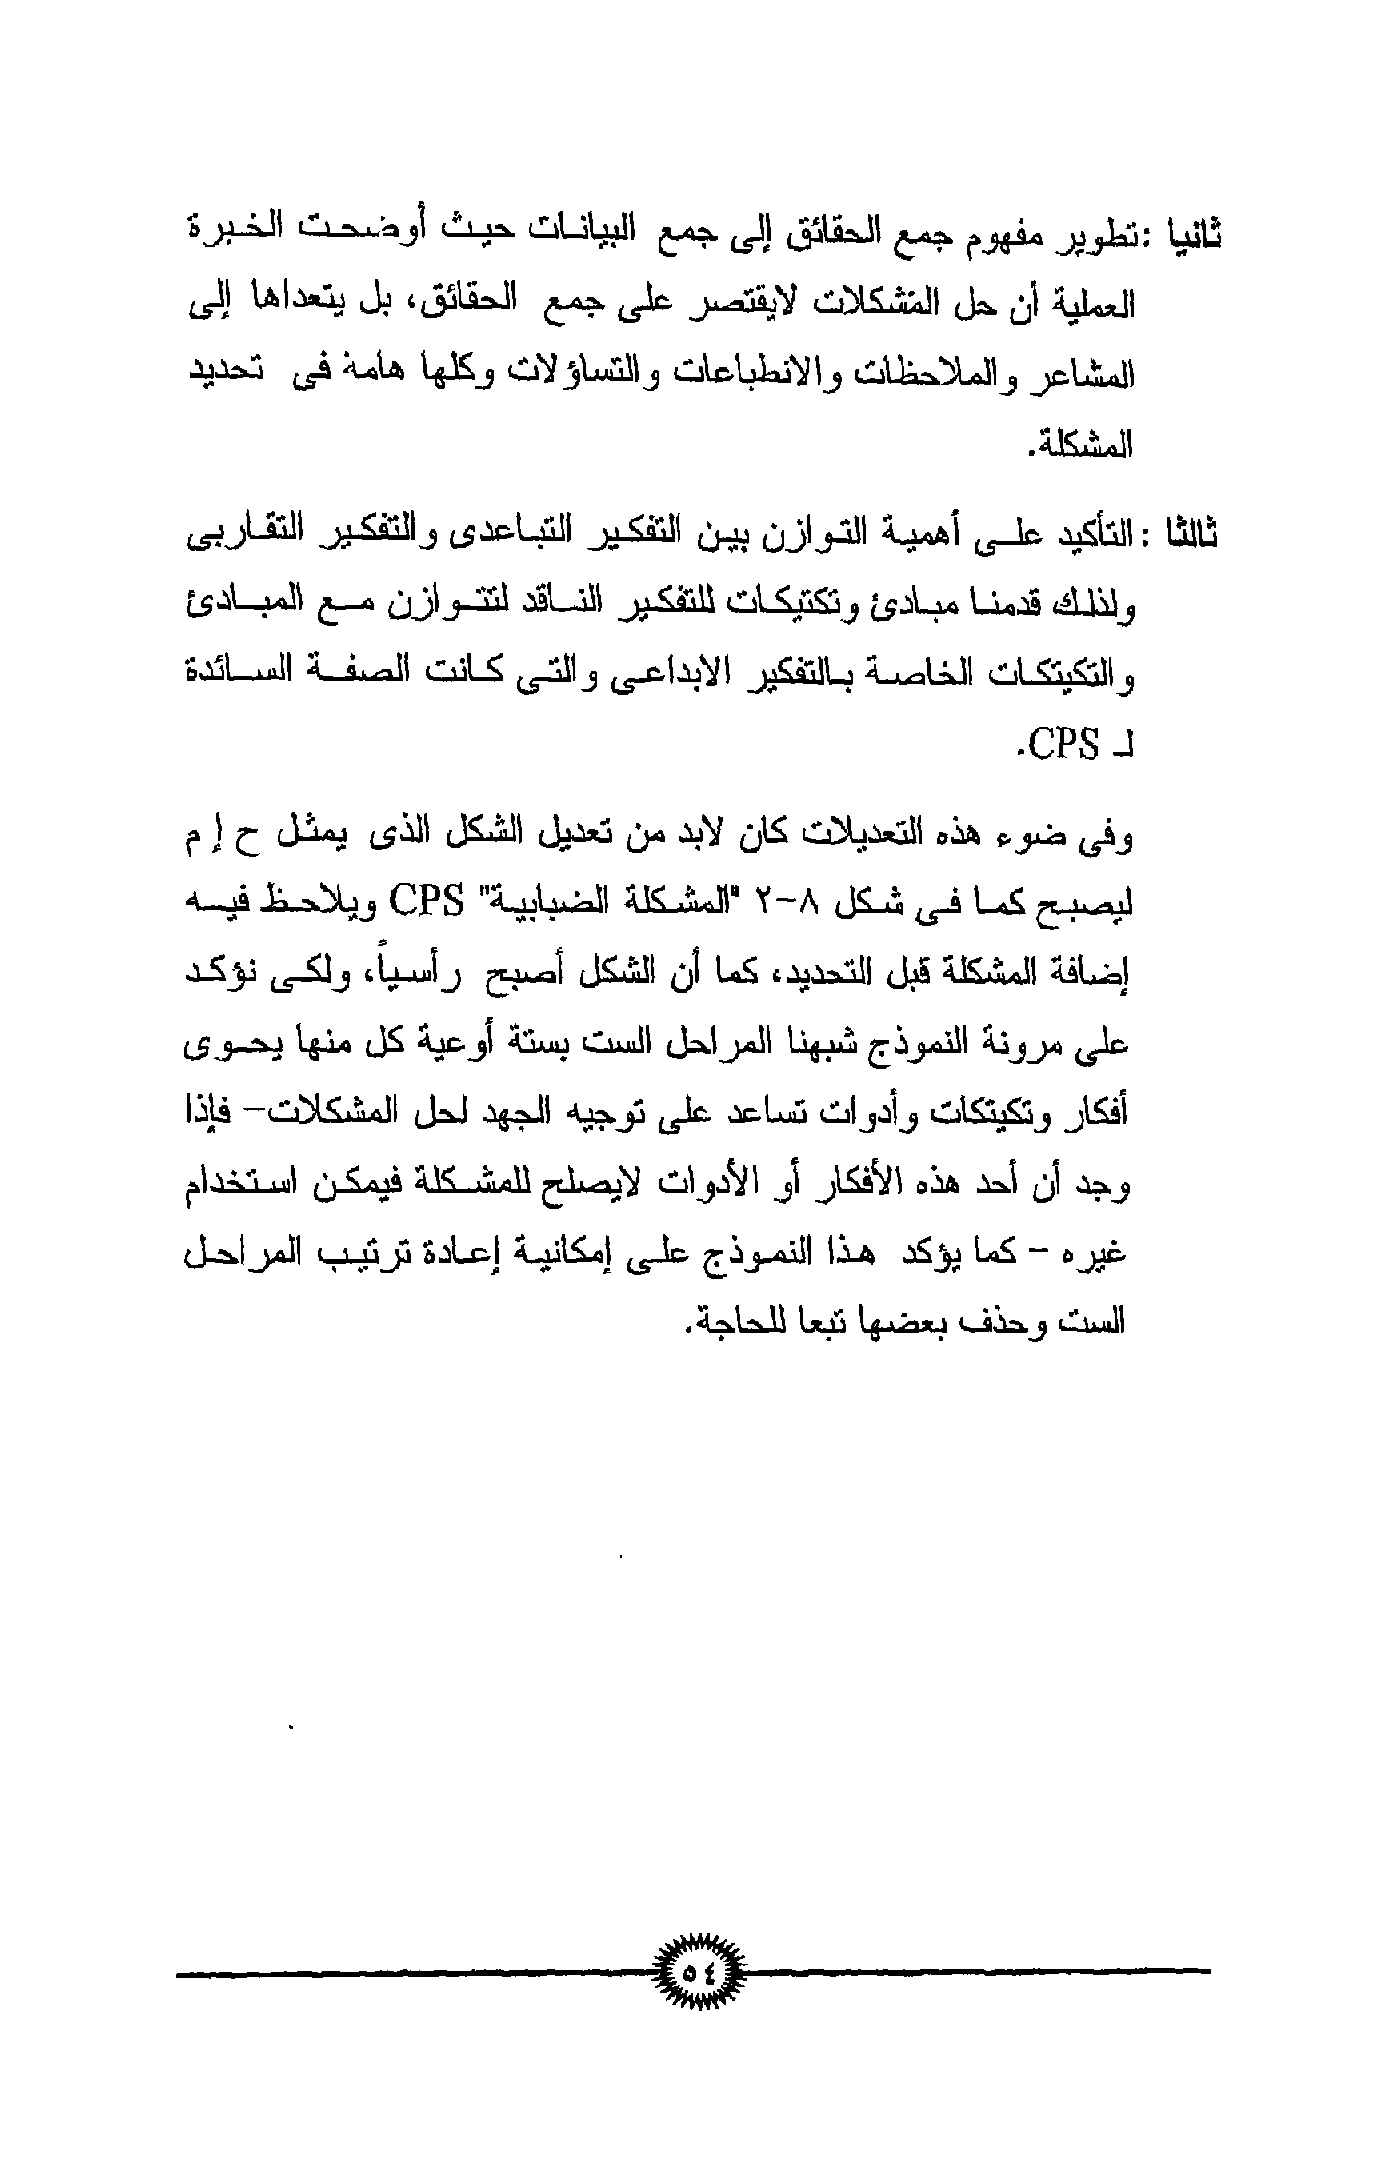 ثانيا :تطوير مفهوم جمع الحقائق إلى جمع البيانات حيث أوضحت الخبرة
العملية أن حل المشكلات لايقتصر على جمع الحقائق، بل يتعداها إلى
المشاعر والملاحظات والانطباعات والتساؤلات وكلها هامة فى تحديد
المشكلة.
ثالثا : التأكيد على أهمية التوازن بين التفكير التباعدى والتفكير التقاربى
ولذلك قدمنا مبادئ وتكتيكات للتفكير الناقد لتتوازن مع المبادئ
والتكيتكات الخاصة بالتفكير الابداعى والتى كانت الصفة السائدة
لـ CPS.
وفى ضوء هذه التعديلات كان لابد من تعديل الشكل الذى يمثل ح إ م
ليصبح كما فى شكل ٨-٢ "المشكلة الضبابية" CPS ويلاحظ فيه
إضافة المشكلة قبل التحديد، كما أن الشكل أصبح رأسياً، ولكى نؤكد
على مرونة النموذج شبهنا المراحل الست بستة أوعية كل منها يحوى
أفكار وتكيتكات وأدوات تساعد على توجيه الجهد لحل المشكلات- فإذا
وجد أن أحد هذه الأفكار أو الأدوات لايصلح للمشكلة فيمكن استخدام
غيره - كما يؤكد هذا النموذج على إمكانية إعادة ترتيب المراحل
الست وحذف بعضها تبعا للحاجة.
٥٤